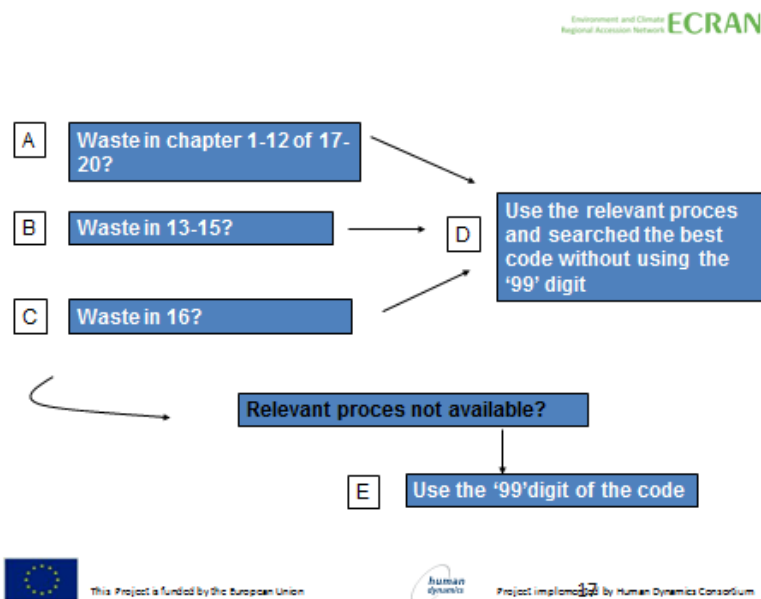 Environment and Climate
Regional Accession Network ECRAN
A
Waste in chapter 1-12 of 17-
20?
B
Waste in 13-15?
D
Use the relevant proces
and searched the best
code without using the
‘99’ digit
C
Waste in 16?
Relevant proces not available?
E
Use the ‘99’digit of the code
This Project is funded by the European Union
human
dynamics
Project implemented by Human Dynamics Consortium
17